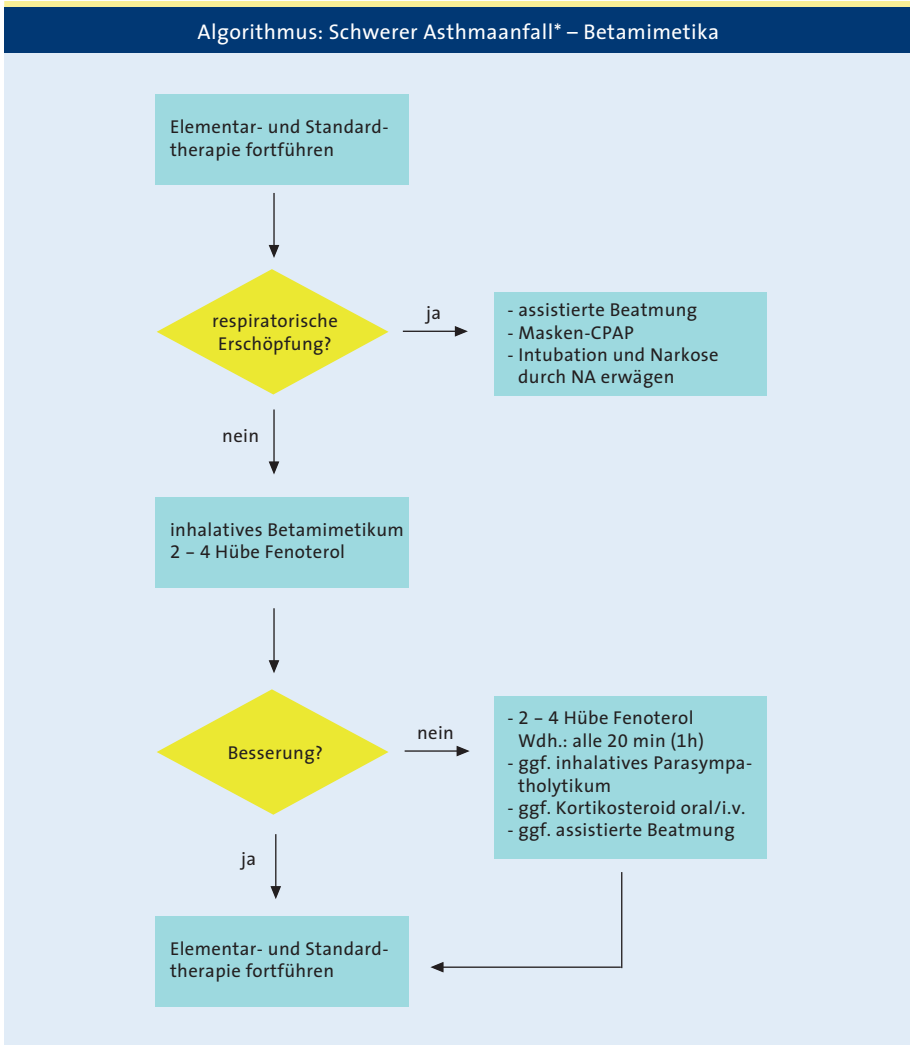 Algorithmus: Schwerer Asthmaanfall* – Betamimetika
Elementar- und Standard-
therapie fortführen
respiratorische
Erschöpfung?
ja
- assistierte Beatmung
- Masken-CPAP
- Intubation und Narkose
durch NA erwägen
nein
inhalatives Betamimetikum
2 – 4 Hübe Fenoterol
Besserung?
nein
- 2 – 4 Hübe Fenoterol
Wdh.: alle 20 min (1h)
- ggf. inhalatives Parasympa-
tholytikum
- ggf. Kortikosteroid oral/i.v.
- ggf. assistierte Beatmung
ja
Elementar- und Standard-
therapie fortführen